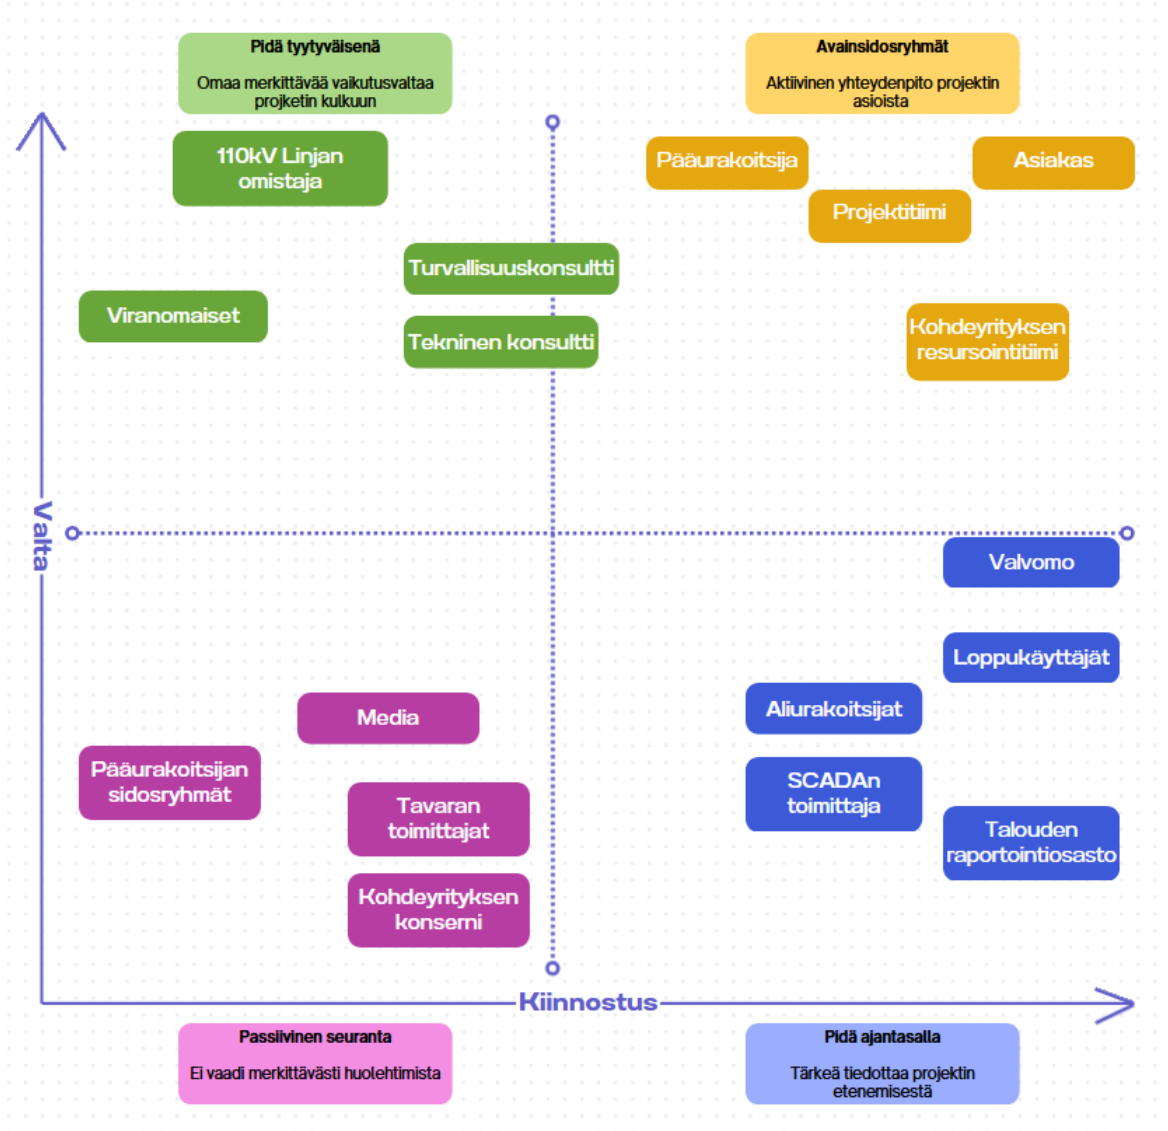 Pidä tyytyväisenä
Omaa merkittävää vaikutusvaltaa
projketin kulkuun
Avainsidosryhmät
Aktiivinen yhteydenpito projektin
asioista
110kV Linjan
omistaja
Pääurakoitsija
Asiakas
Projektitiimi
Turvallisuuskonsultti
Viranomaiset
Tekninen konsultti
Kohdeyrityksen
resursointitiimi
Valta
Valvomo
Loppukäyttäjät
Media
Aliurakoitsijat
Pääurakoitsijan
sidosryhmät
SCADAn
toimittaja
Tavaran
toimittajat
Talouden
raportointiosasto
Kohdeyrityksen
konserni
Kiinnostus
Passiivinen seuranta
Ei vaadi merkittävästi huolehtimista
Pidä ajantasalla
Tärkeä tiedottaa projektin
etenemisestä